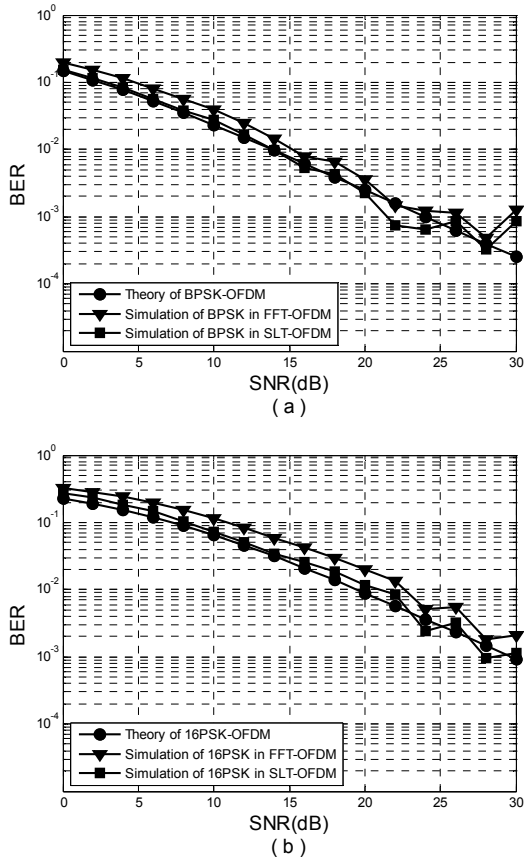 10^0
10^-1
10^-2
10^-3
10^-4
BER
Theory of BPSK-OFDM
Simulation of BPSK in FFT-OFDM
Simulation of BPSK in SLT-OFDM
0 5 10 15 20 25 30
SNR(dB)
( a )
10^0
10^-1
10^-2
10^-3
10^-4
BER
Theory of 16PSK-OFDM
Simulation of 16PSK in FFT-OFDM
Simulation of 16PSK in SLT-OFDM
0 5 10 15 20 25 30
SNR(dB)
( b )